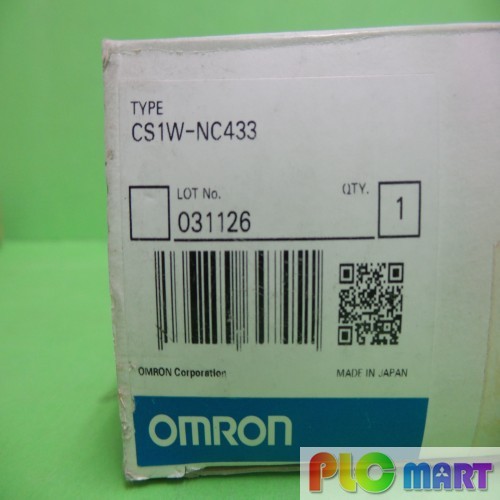 TYPE
CS1W-NC433
LOT No.
031126
QTY.
1
OMRON Corporation
MADE IN JAPAN
OMRON
PLC MART